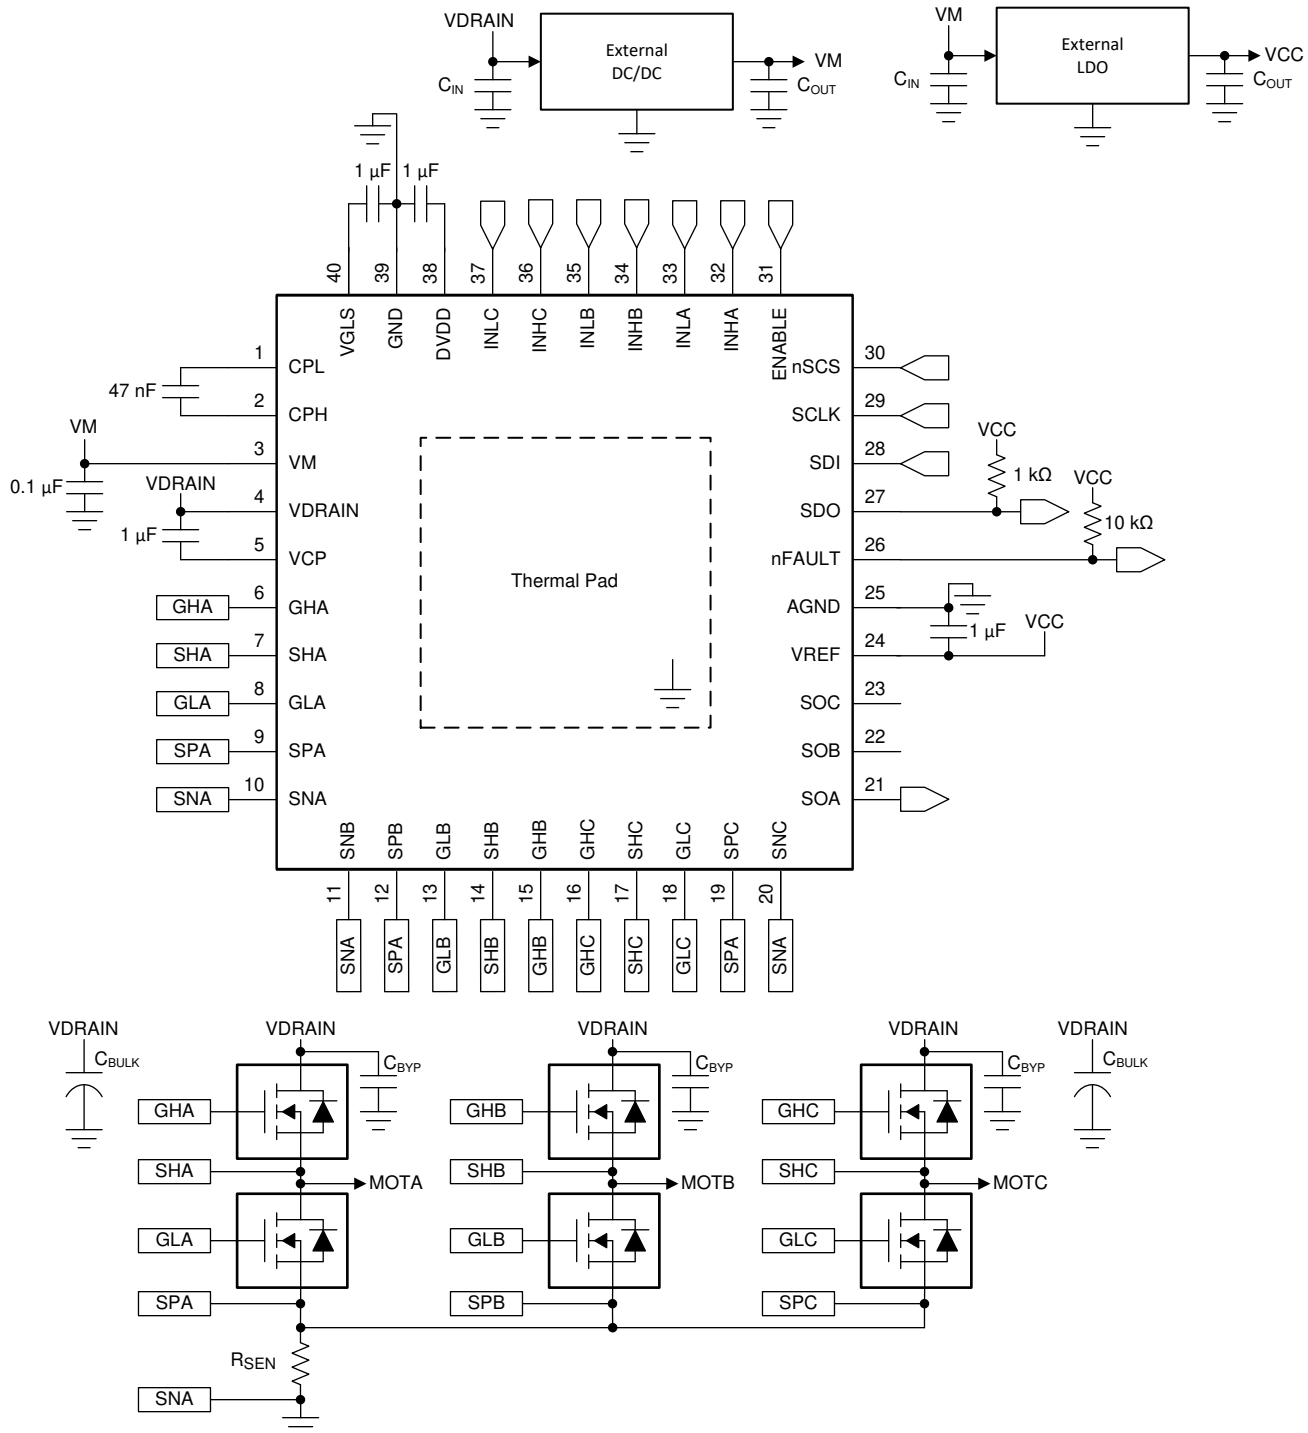 VDRAIN
External
DC/DC
VM
CIN
COUT
VM
External
LDO
VCC
CIN
COUT
1 µF
1 µF
40
39
38
37
36
35
34
33
32
31
VGLS
GND
DVDD
INLC
INHC
INLB
INHB
INLA
INHA
ENABLE
1
CPL
47 nF
2
CPH
VM
3
VM
0.1 µF
VDRAIN
4
VDRAIN
1 µF
5
VCP
GHA
6
GHA
SHA
7
SHA
GLA
8
GLA
SPA
9
SPA
SNA
10
SNA
Thermal Pad
nSCS
30
SCLK
29
SDI
28
VCC
1 kΩ
SDO
27
VCC
10 kΩ
nFAULT
26
AGND
25
1 µF
VCC
VREF
24
SOC
23
SOB
22
SOA
21
SNB
SPB
GLB
SHB
GHB
GHC
SHC
GLC
SPC
SNC
11
12
13
14
15
16
17
18
19
20
SNA
SPA
GLB
SHB
GHB
GHC
SHC
GLC
SPA
SNA
VDRAIN
CBULK
VDRAIN
CBYP
GHA
SHA
MOTA
GLA
SPA
RSEN
SNA
VDRAIN
CBYP
GHB
SHB
MOTB
GLB
SPB
VDRAIN
CBYP
GHC
SHC
MOTC
GLC
SPC
VDRAIN
CBULK